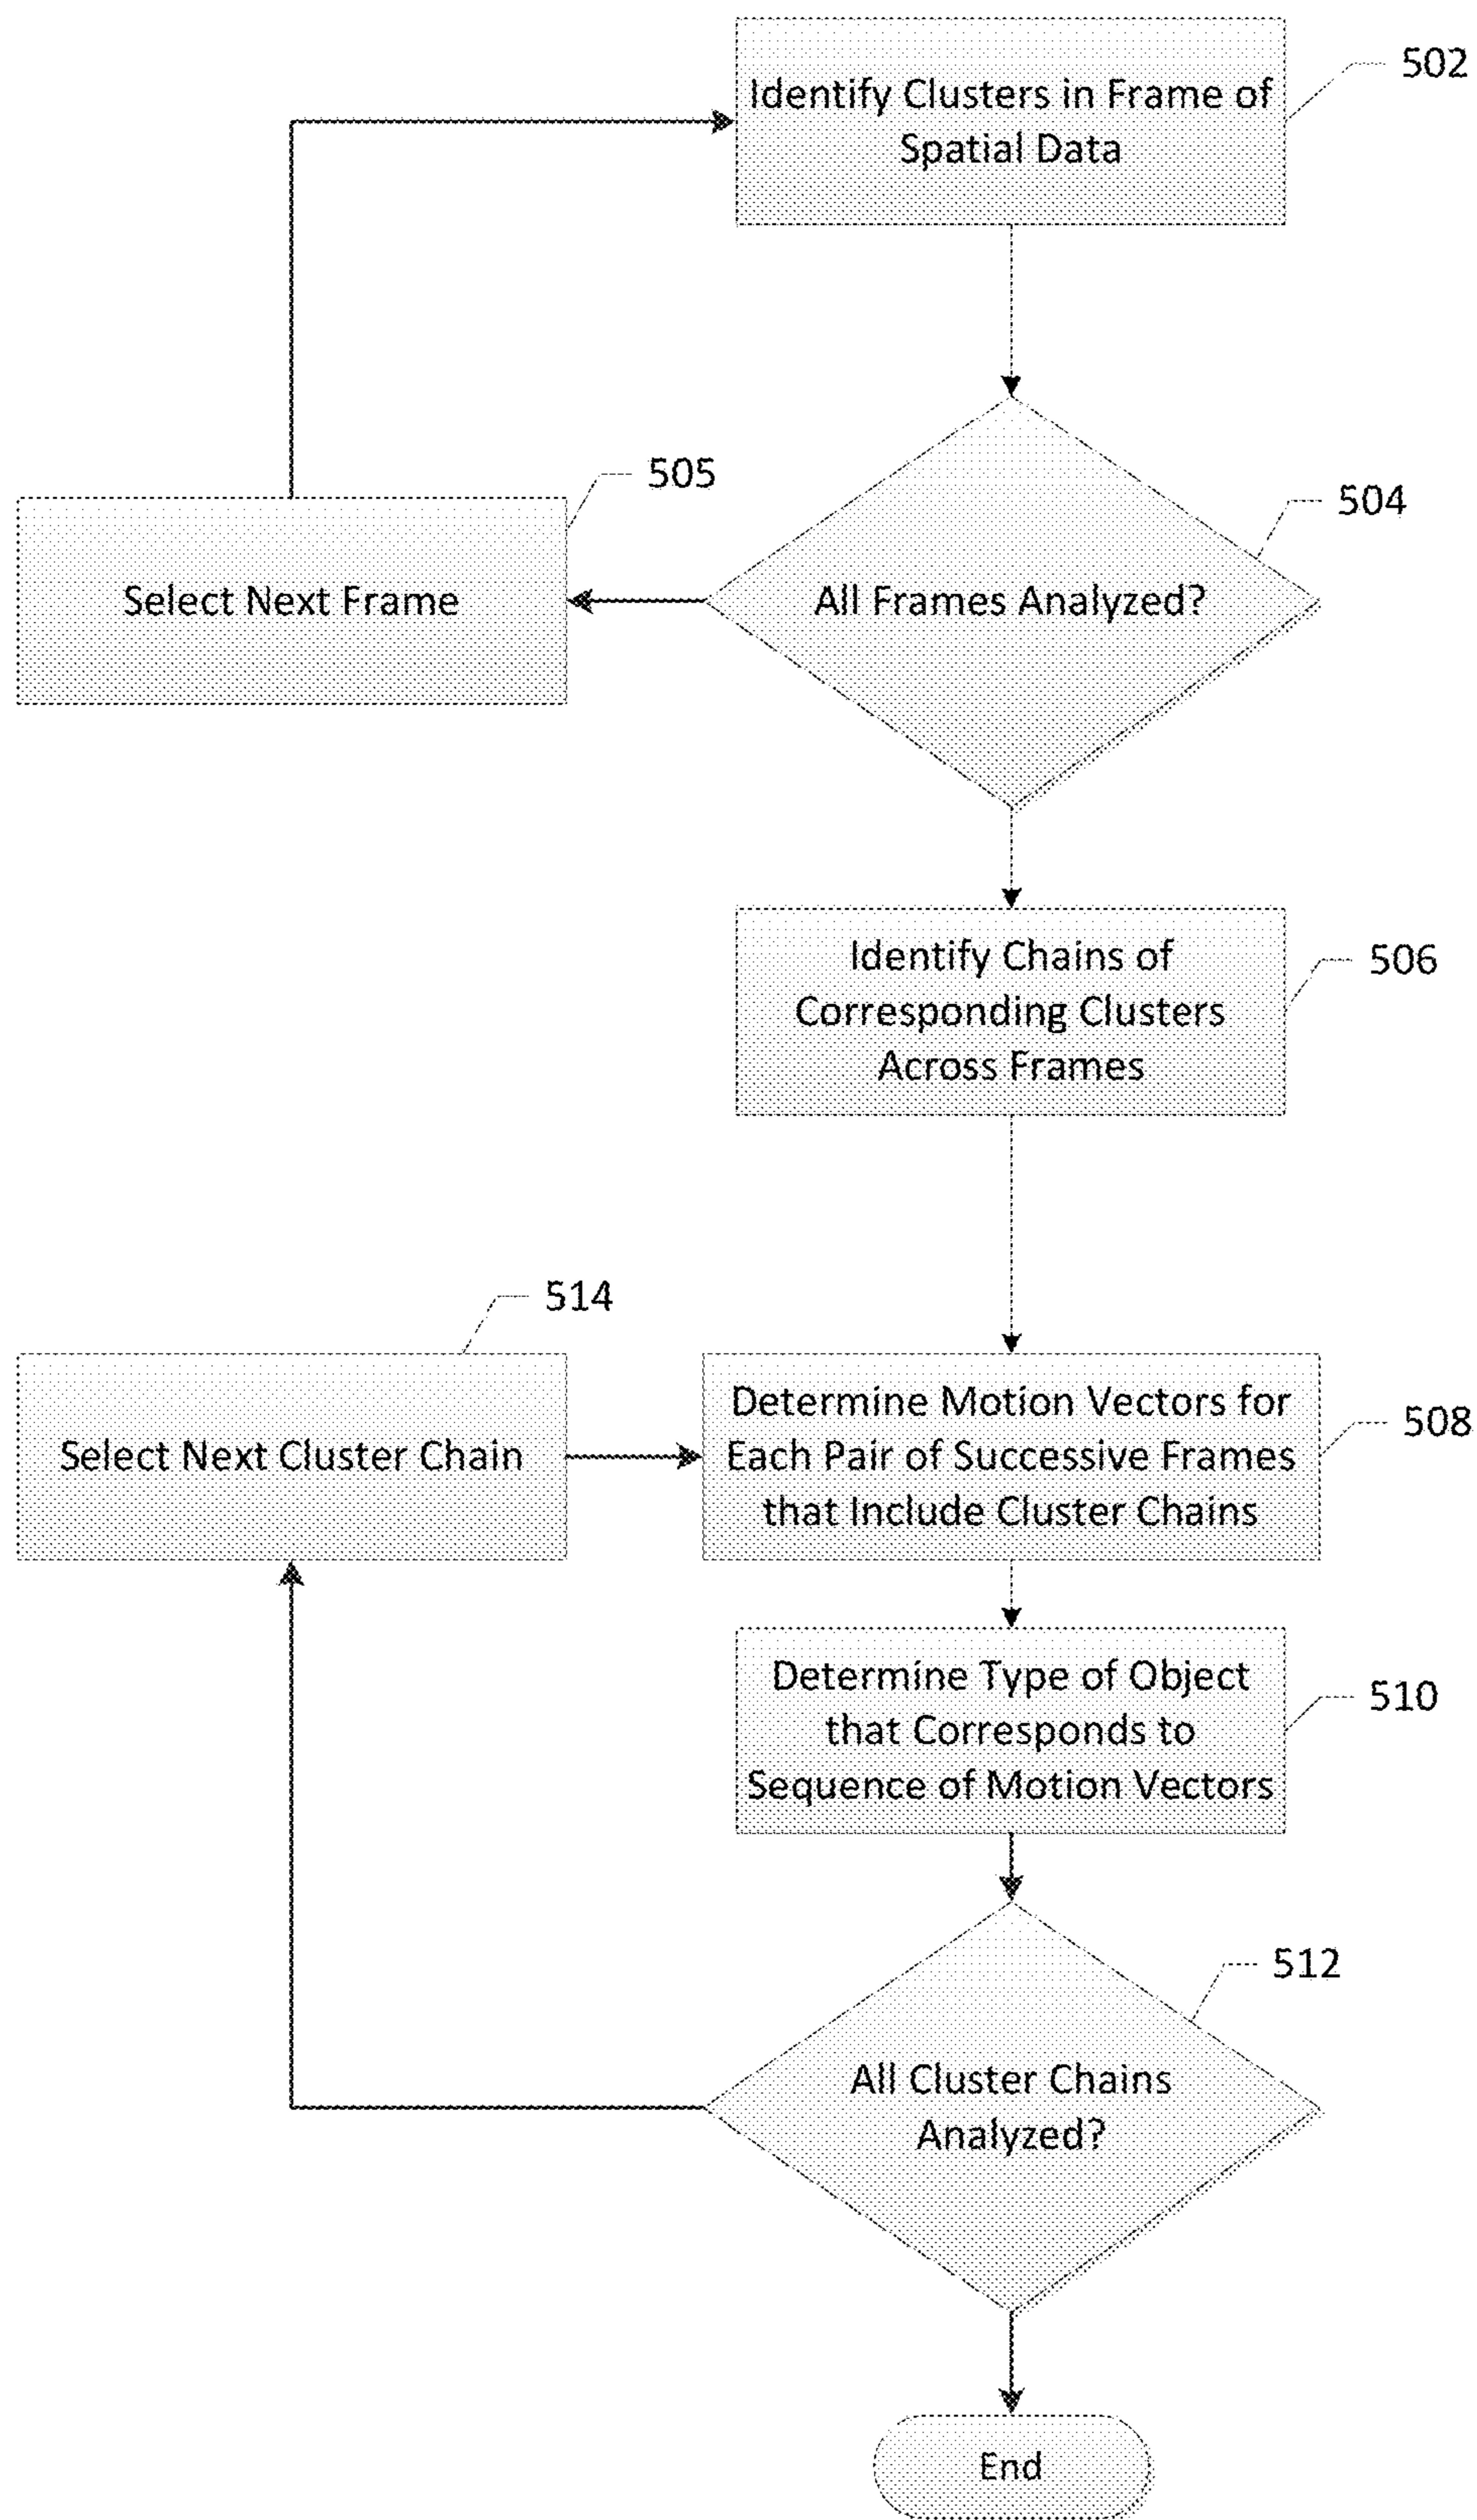 Identify Clusters in Frame of
Spatial Data
502
505
504
Select Next Frame
All Frames Analyzed?
Identify Chains of
Corresponding Clusters
Across Frames
506
514
Select Next Cluster Chain
Determine Motion Vectors for
Each Pair of Successive Frames
that Include Cluster Chains
508
Determine Type of Object
that Corresponds to
Sequence of Motion Vectors
510
512
All Cluster Chains
Analyzed?
End